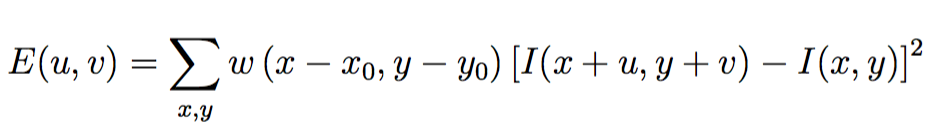 E(u, v) = ∑ w (x − x₀, y − y₀) [I(x + u, y + v) − I(x, y)]²
x,y